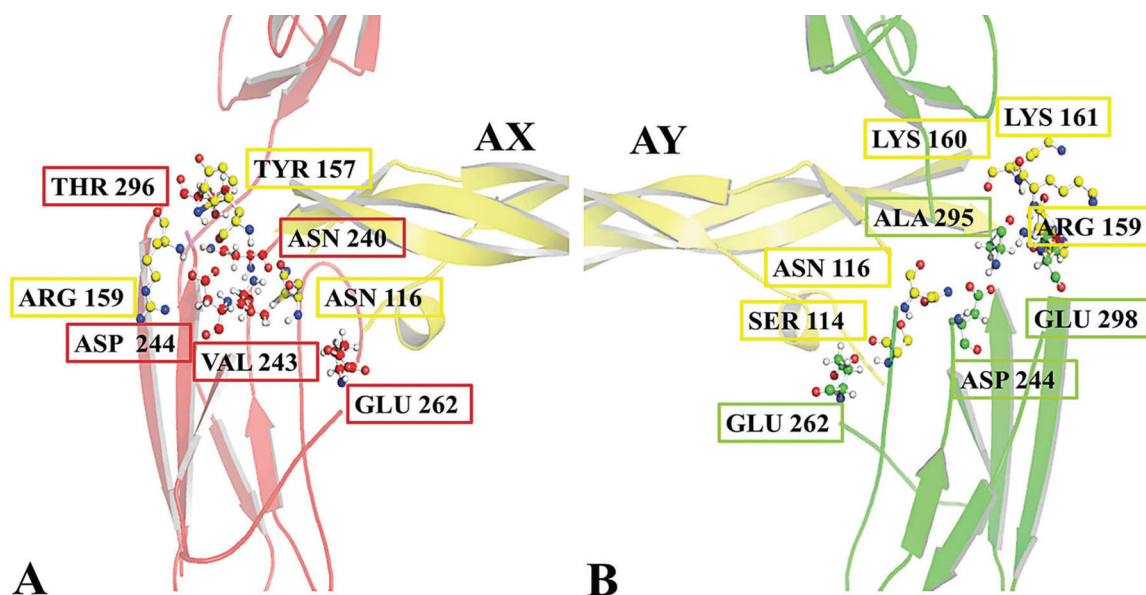 AX
TYR 157
THR 296
ASN 240
ARG 159
ASN 116
ASP 244
VAL 243
GLU 262
A
LYS 161
AY
LYS 160
ALA 295
ARG 159
ASN 116
SER 114
GLU 298
ASP 244
GLU 262
B